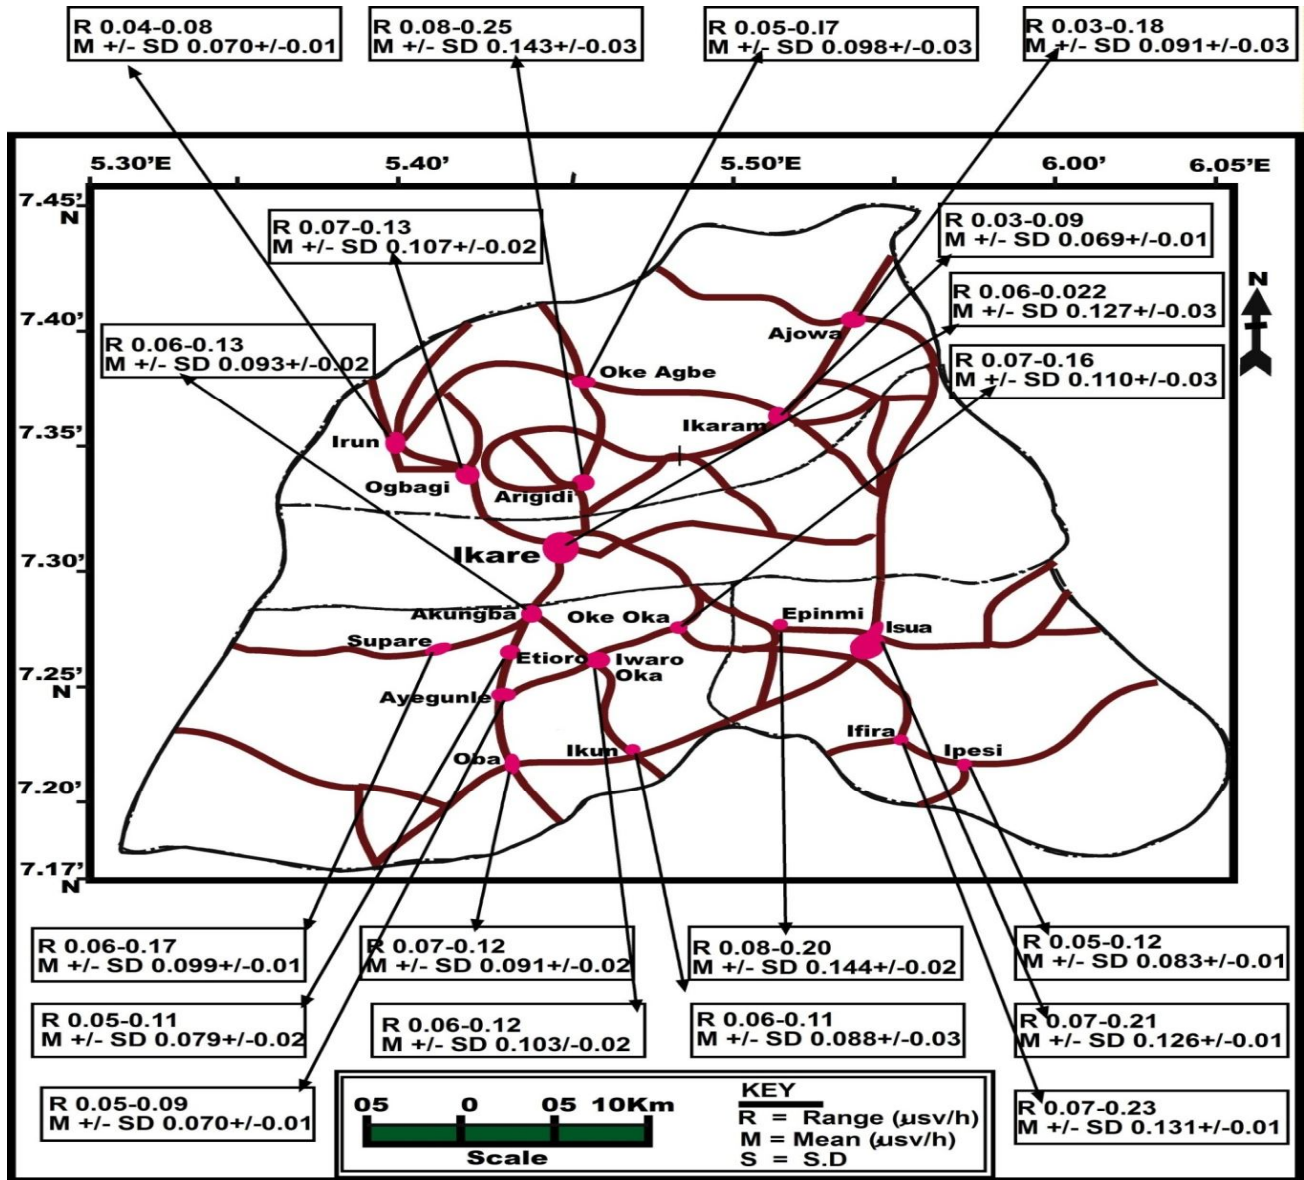 R 0.04-0.08
M +/- SD 0.070+/-0.01
R 0.08-0.25
M +/- SD 0.143+/-0.03
R 0.05-0.I7
M +/- SD 0.098+/-0.03
R 0.03-0.18
M +/- SD 0.091+/-0.03
5.30'E
5.40'
5.50'E
6.00'
6.05'E
7.45'
N
R 0.07-0.13
M +/- SD 0.107+/-0.02
R 0.03-0.09
M +/- SD 0.069+/-0.01
N
R 0.06-0.022
M +/- SD 0.127+/-0.03
7.40'
R 0.06-0.13
M +/- SD 0.093+/-0.02
Ajowa
R 0.07-0.16
M +/- SD 0.110+/-0.03
Oke Agbe
7.35'
Irun
Ikaram
Ogbagi
Arigidi
7.30'
Ikare
Akungba
Oke Oka
Epinmi
Isua
Supare
Etioro
Iwaro
Oka
7.25'
N
Ayegunle
Ifira
Oba
Ikun
Ipesi
7.20'
7.17'
N
R 0.06-0.17
M +/- SD 0.099+/-0.01
R 0.07-0.12
M +/- SD 0.091+/-0.02
R 0.08-0.20
M +/- SD 0.144+/-0.02
R 0.05-0.12
M +/- SD 0.083+/-0.01
R 0.05-0.11
M +/- SD 0.079+/-0.02
R 0.06-0.12
M +/- SD 0.103/-0.02
R 0.06-0.11
M +/- SD 0.088+/-0.03
R 0.07-0.21
M +/- SD 0.126+/-0.01
R 0.05-0.09
M +/- SD 0.070+/-0.01
R 0.07-0.23
M +/- SD 0.131+/-0.01
05 0 05 10Km
Scale
KEY
R = Range (µsv/h)
M = Mean (µsv/h)
S = S.D